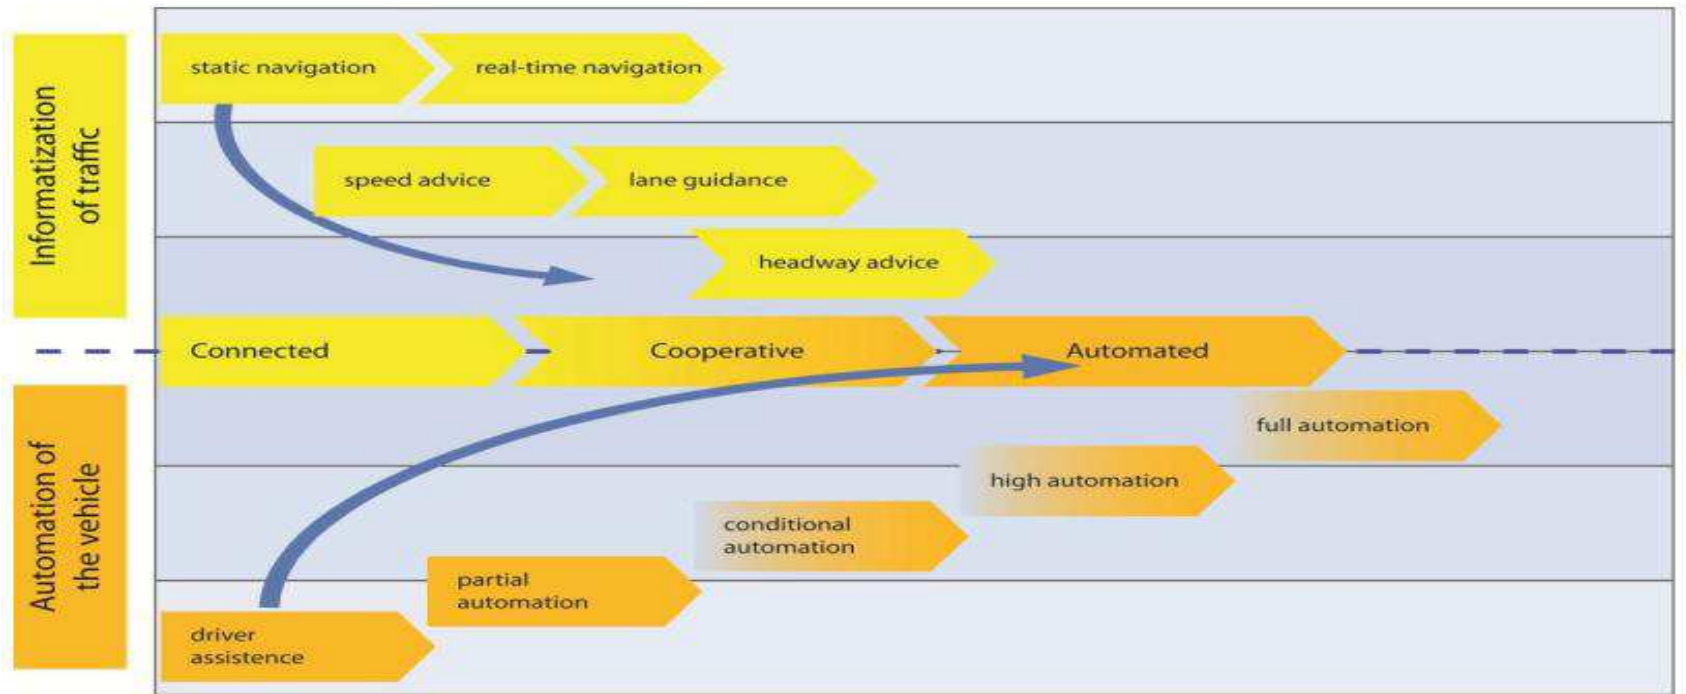 Informatization
of traffic
static navigation
real-time navigation
speed advice
lane guidance
headway advice
Connected
Cooperative
Automated
Automation of
the vehicle
full automation
high automation
conditional
automation
partial
automation
driver
assistence